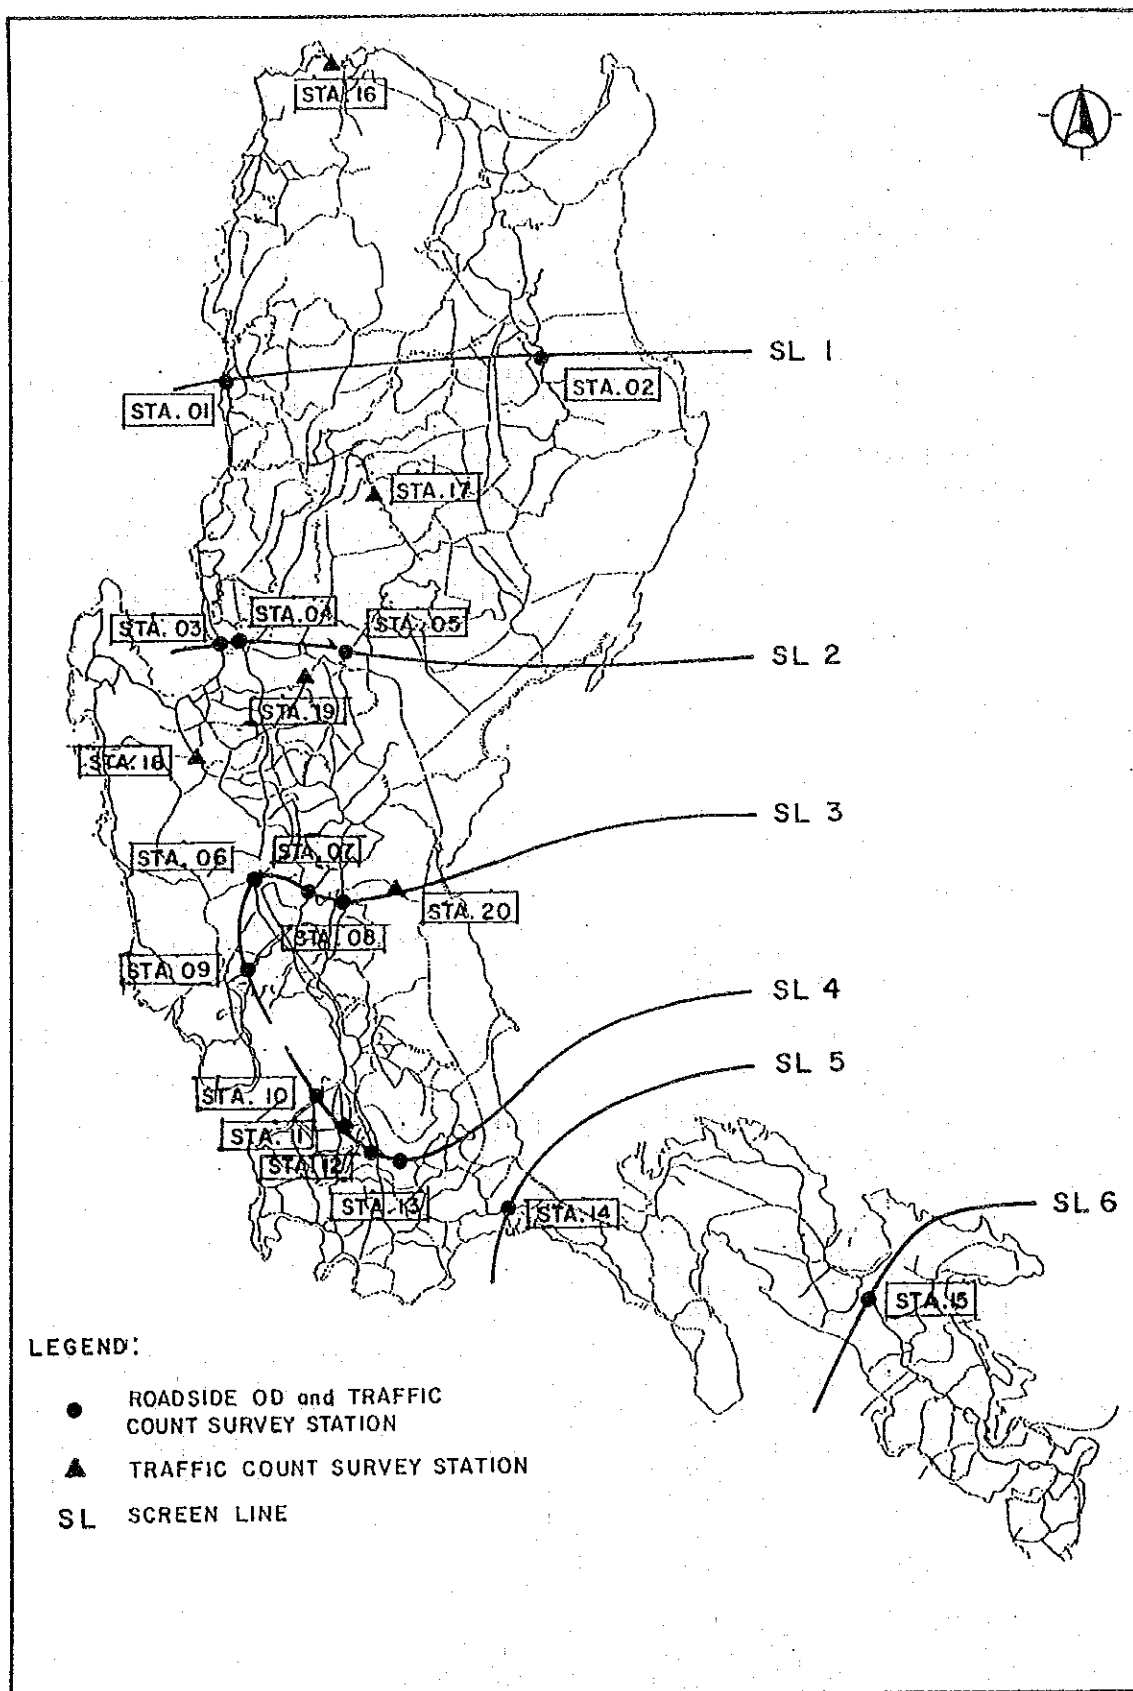 STA. 16
SL 1
STA. 02
STA. 01
STA. 17
STA. 04
STA. 03
STA. 05
SL 2
STA. 19
STA. 18
SL 3
STA. 07
STA. 06
STA. 20
STA. 08
STA. 09
SL 4
SL 5
STA. 10
STA. 11
STA. 12
STA. 13
STA. 14
SL 6
STA. 15
LEGEND:
ROADSIDE OD and TRAFFIC
COUNT SURVEY STATION
TRAFFIC COUNT SURVEY STATION
SL SCREEN LINE